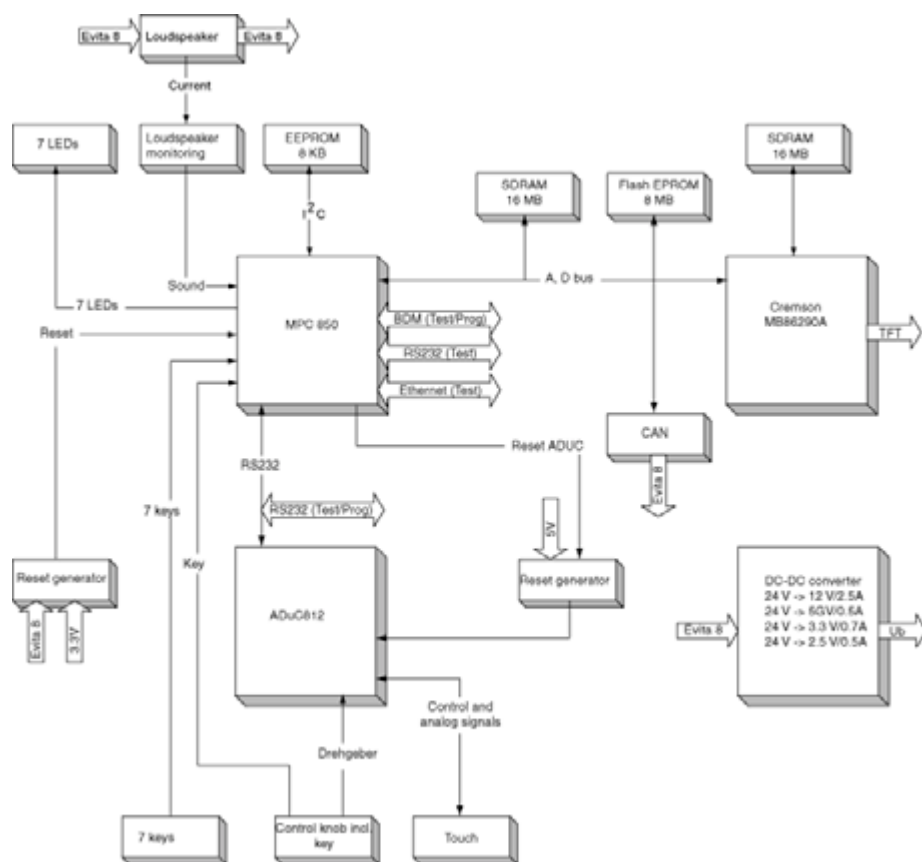 Evita 8
Loudspeaker
Evita 8
Current
7 LEDs
Loudspeaker
monitoring
EEPROM
8 KB
SDRAM
16 MB
SDRAM
16 MB
Flash EPROM
8 MB
I2C
A, D bus
Sound
7 LEDs
Reset
MPC 850
BDM (Test/Prog)
RS232 (Test)
Ethernet (Test)
Cremson
MB86290A
TFT
Reset ADUC
CAN
Evita 8
RS232
7 keys
Key
RS232 (Test/Prog)
5V
Reset generator
Evita 8
3.3V
ADuC812
Reset generator
Evita 8
DC-DC converter
24 V -> 12 V/2.5A
24 V -> 5GV/0.5A
24 V -> 3.3 V/0.7A
24 V -> 2.5 V/0.5A
Ub
Control and
analog signals
Drehgeber
7 keys
Control knob incl.
key
Touch